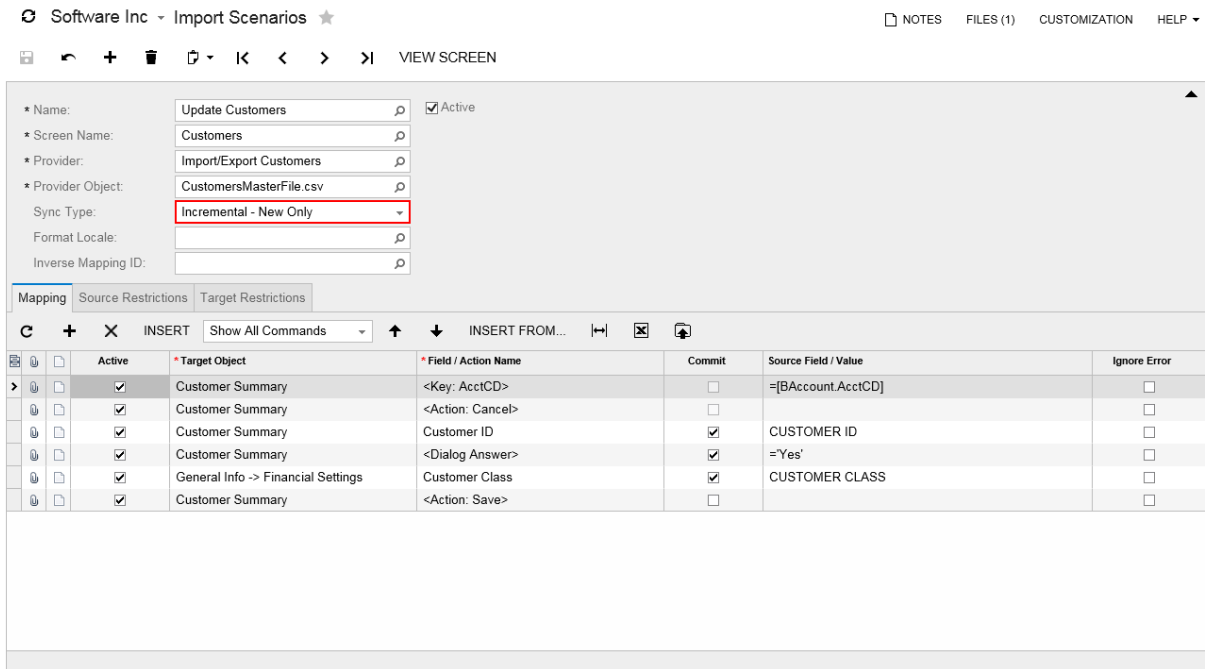 Software Inc - Import Scenarios NOTES FILES (1) CUSTOMIZATION HELP
VIEW SCREEN
* Name: Update Customers Active
* Screen Name: Customers
* Provider: Import/Export Customers
* Provider Object: CustomersMasterFile.csv
Sync Type: Incremental - New Only
Format Locale:
Inverse Mapping ID:
Mapping Source Restrictions Target Restrictions
INSERT Show All Commands INSERT FROM...
Active * Target Object * Field / Action Name Commit Source Field / Value Ignore Error
Customer Summary <Key: AcctCD> =[BAccount.AcctCD]
Customer Summary <Action: Cancel>
Customer Summary Customer ID CUSTOMER ID
Customer Summary <Dialog Answer> ='Yes'
General Info -> Financial Settings Customer Class CUSTOMER CLASS
Customer Summary <Action: Save>